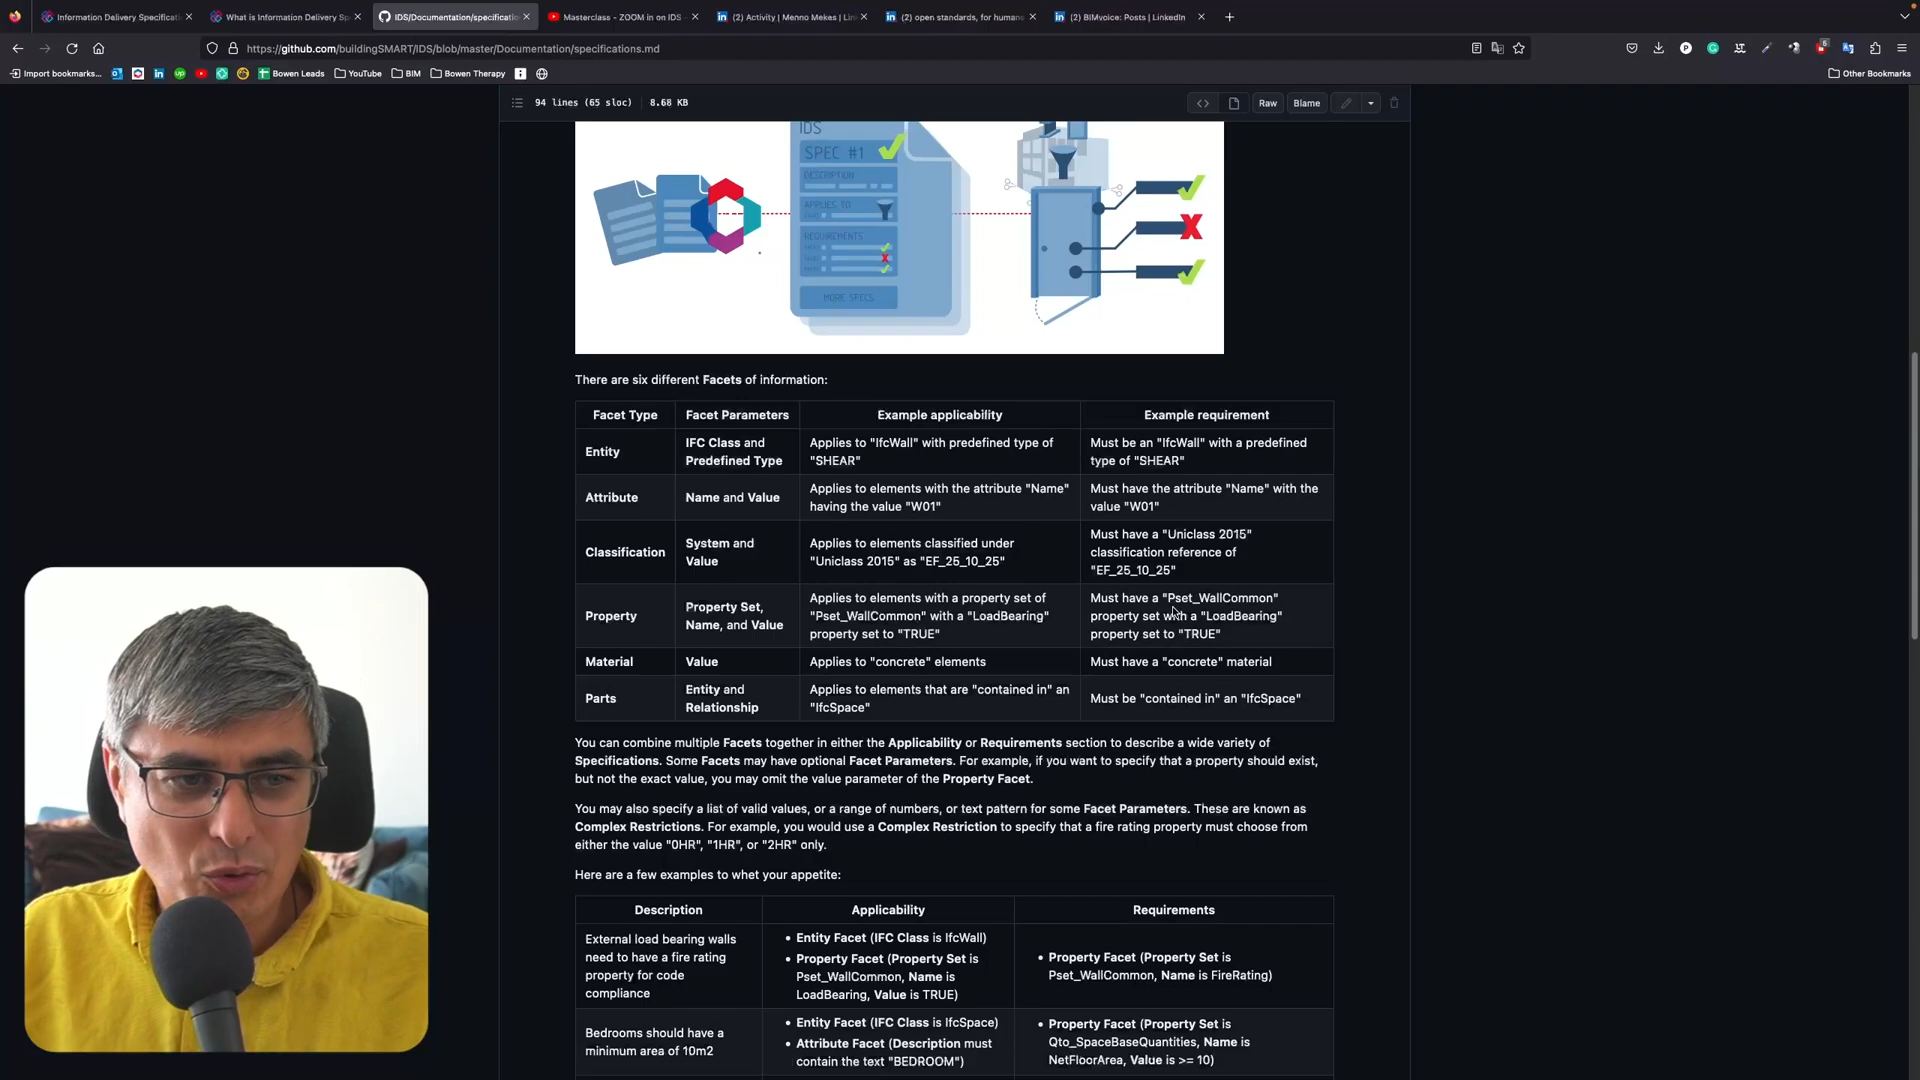 Information Delivery Specificati
What is Information Delivery Sp
IDS/Documentation/specificatio
Masterclass - ZOOM in on IDS -
(2) Activity | Menno Mekes | Lin
(2) open standards, for humans
(2) BIMvoice: Posts | LinkedIn
https://github.com/buildingSMART/IDS/blob/master/Documentation/specifications.md
Import bookmarks...
Bowen Leads
YouTube
BIM
Bowen Therapy
Other Bookmarks
94 lines (65 sloc)
8.68 KB
Raw
Blame
IDS
SPEC #1
DESCRIPTION
APPLIES TO
REQUIREMENTS
MORE SPECS
There are six different Facets of information:
Facet Type
Facet Parameters
Example applicability
Example requirement
Entity
IFC Class and
Predefined Type
Applies to "IfcWall" with predefined type of
"SHEAR"
Must be an "IfcWall" with a predefined
type of "SHEAR"
Attribute
Name and Value
Applies to elements with the attribute "Name"
having the value "W01"
Must have the attribute "Name" with the
value "W01"
Classification
System and
Value
Applies to elements classified under
"Uniclass 2015" as "EF_25_10_25"
Must have a "Uniclass 2015"
classification reference of
"EF_25_10_25"
Property
Property Set,
Name, and Value
Applies to elements with a property set of
"Pset_WallCommon" with a "LoadBearing"
property set to "TRUE"
Must have a "Pset_WallCommon"
property set with a "LoadBearing"
property set to "TRUE"
Material
Value
Applies to "concrete" elements
Must have a "concrete" material
Parts
Entity and
Relationship
Applies to elements that are "contained in" an
"IfcSpace"
Must be "contained in" an "IfcSpace"
You can combine multiple Facets together in either the Applicability or Requirements section to describe a wide variety of
Specifications. Some Facets may have optional Facet Parameters. For example, if you want to specify that a property should exist,
but not the exact value, you may omit the value parameter of the Property Facet.
You may also specify a list of valid values, or a range of numbers, or text pattern for some Facet Parameters. These are known as
Complex Restrictions. For example, you would use a Complex Restriction to specify that a fire rating property must choose from
either the value "0HR", "1HR", or "2HR" only.
Here are a few examples to whet your appetite:
Description
Applicability
Requirements
External load bearing walls
need to have a fire rating
property for code
compliance
• Entity Facet (IFC Class is IfcWall)
• Property Facet (Property Set is
Pset_WallCommon, Name is
LoadBearing, Value is TRUE)
• Property Facet (Property Set is
Pset_WallCommon, Name is FireRating)
Bedrooms should have a
minimum area of 10m2
• Entity Facet (IFC Class is IfcSpace)
• Attribute Facet (Description must
contain the text "BEDROOM")
• Property Facet (Property Set is
Qto_SpaceBaseQuantities, Name is
NetFloorArea, Value is >= 10)